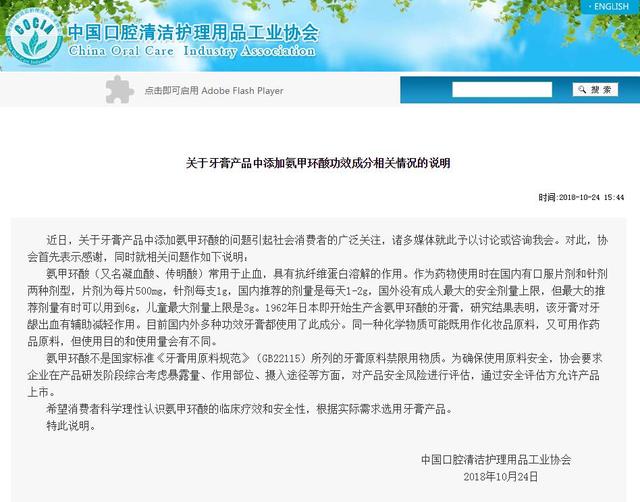 · ENGLISH
COCIA
中国口腔清洁护理用品工业协会
China Oral Care Industry Association
点击即可启用 Adobe Flash Player
搜 索
关于牙膏产品中添加氨甲环酸功效成分相关情况的说明
时间:2018-10-24 15:44
近日，关于牙膏产品中添加氨甲环酸的问题引起社会消费者的广泛关注，诸多媒体就此予以讨论或咨询我会。对此，协
会首先表示感谢，同时就相关问题作如下说明：
氨甲环酸（又名凝血酸、传明酸）常用于止血，具有抗纤维蛋白溶解的作用。作为药物使用时在国内有口服片剂和针剂
两种剂型，片剂为每片500mg，针剂每支1g，国内推荐的剂量是每天1-2g，国外没有成人最大的安全剂量上限，但最大的推
荐剂量有时可以用到6g，儿童最大剂量上限是3g。1962年日本即开始生产含氨甲环酸的牙膏，研究结果表明，该牙膏对牙
龈出血有辅助减轻作用。目前国内外多种功效牙膏都使用了此成分。同一种化学物质可能既用作化妆品原料，又可用作药
品原料，但使用目的和使用量会有不同。
氨甲环酸不是国家标准《牙膏用原料规范》（GB22115）所列的牙膏原料禁限用物质。为确保使用原料安全，协会要求
企业在产品研发阶段综合考虑暴露量、作用部位、摄入途径等方面，对产品安全风险进行评估，通过安全评估方允许产品
上市。
希望消费者科学理性认识氨甲环酸的临床疗效和安全性，根据实际需求选用牙膏产品。
特此说明。
中国口腔清洁护理用品工业协会
2018年10月24日